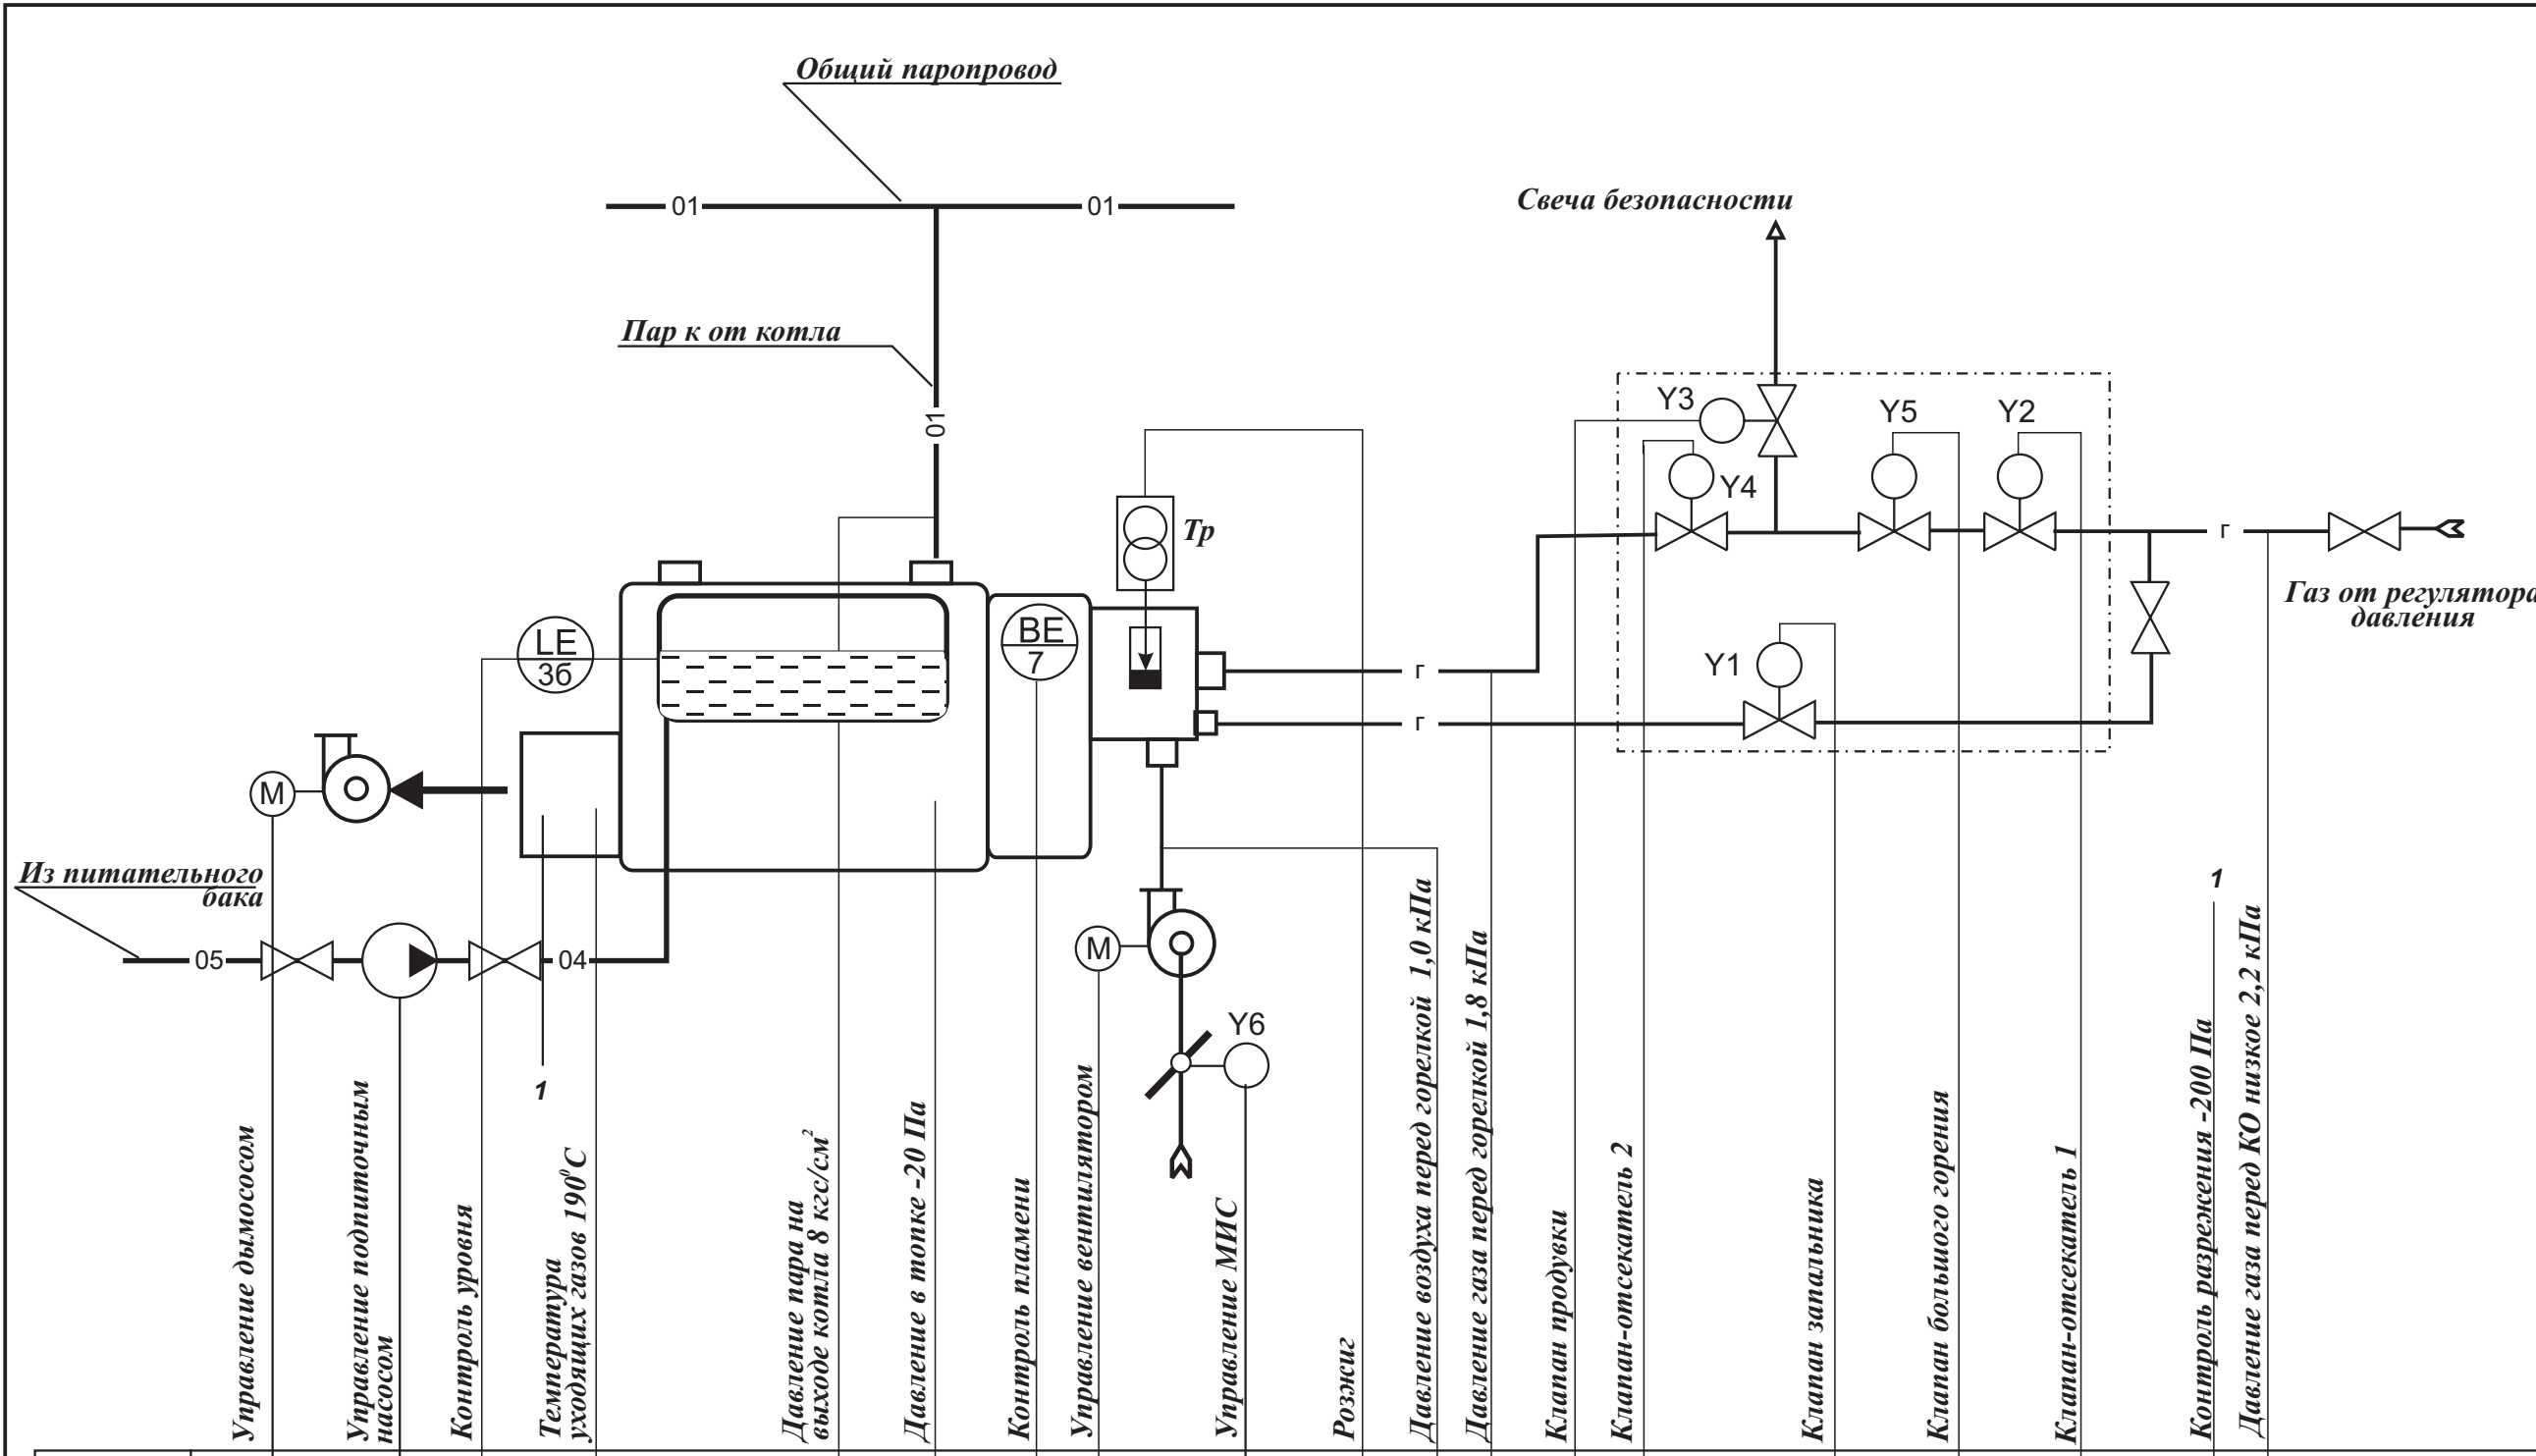 Общий паропровод
01
01
Свеча безопасности
Пар к от котла
01
Y3
Y5
Y2
Y4
Тр
г
Газ от регулятора
давления
LE
3б
BE
7
Y1
г
г
М
Из питательного
бака
05
04
М
Y6
1
1
Управление дымососом
Управление подпиточным
насосом
Контроль уровня
Температура
уходящих газов 190⁰С
Давление пара на
выходе котла 8 кгс/см²
Давление в топке -20 Па
Контроль пламени
Управление вентилятором
Управление МИС
Розжиг
Давление воздуха перед горелкой 1,0 кПа
Давление газа перед горелкой 1,8 кПа
Клапан продувки
Клапан-отсекатель 2
Клапан запальника
Клапан большого горения
Клапан-отсекатель 1
Контроль разрежения -200 Па
Давление газа перед КО низкое 2,2 кПа